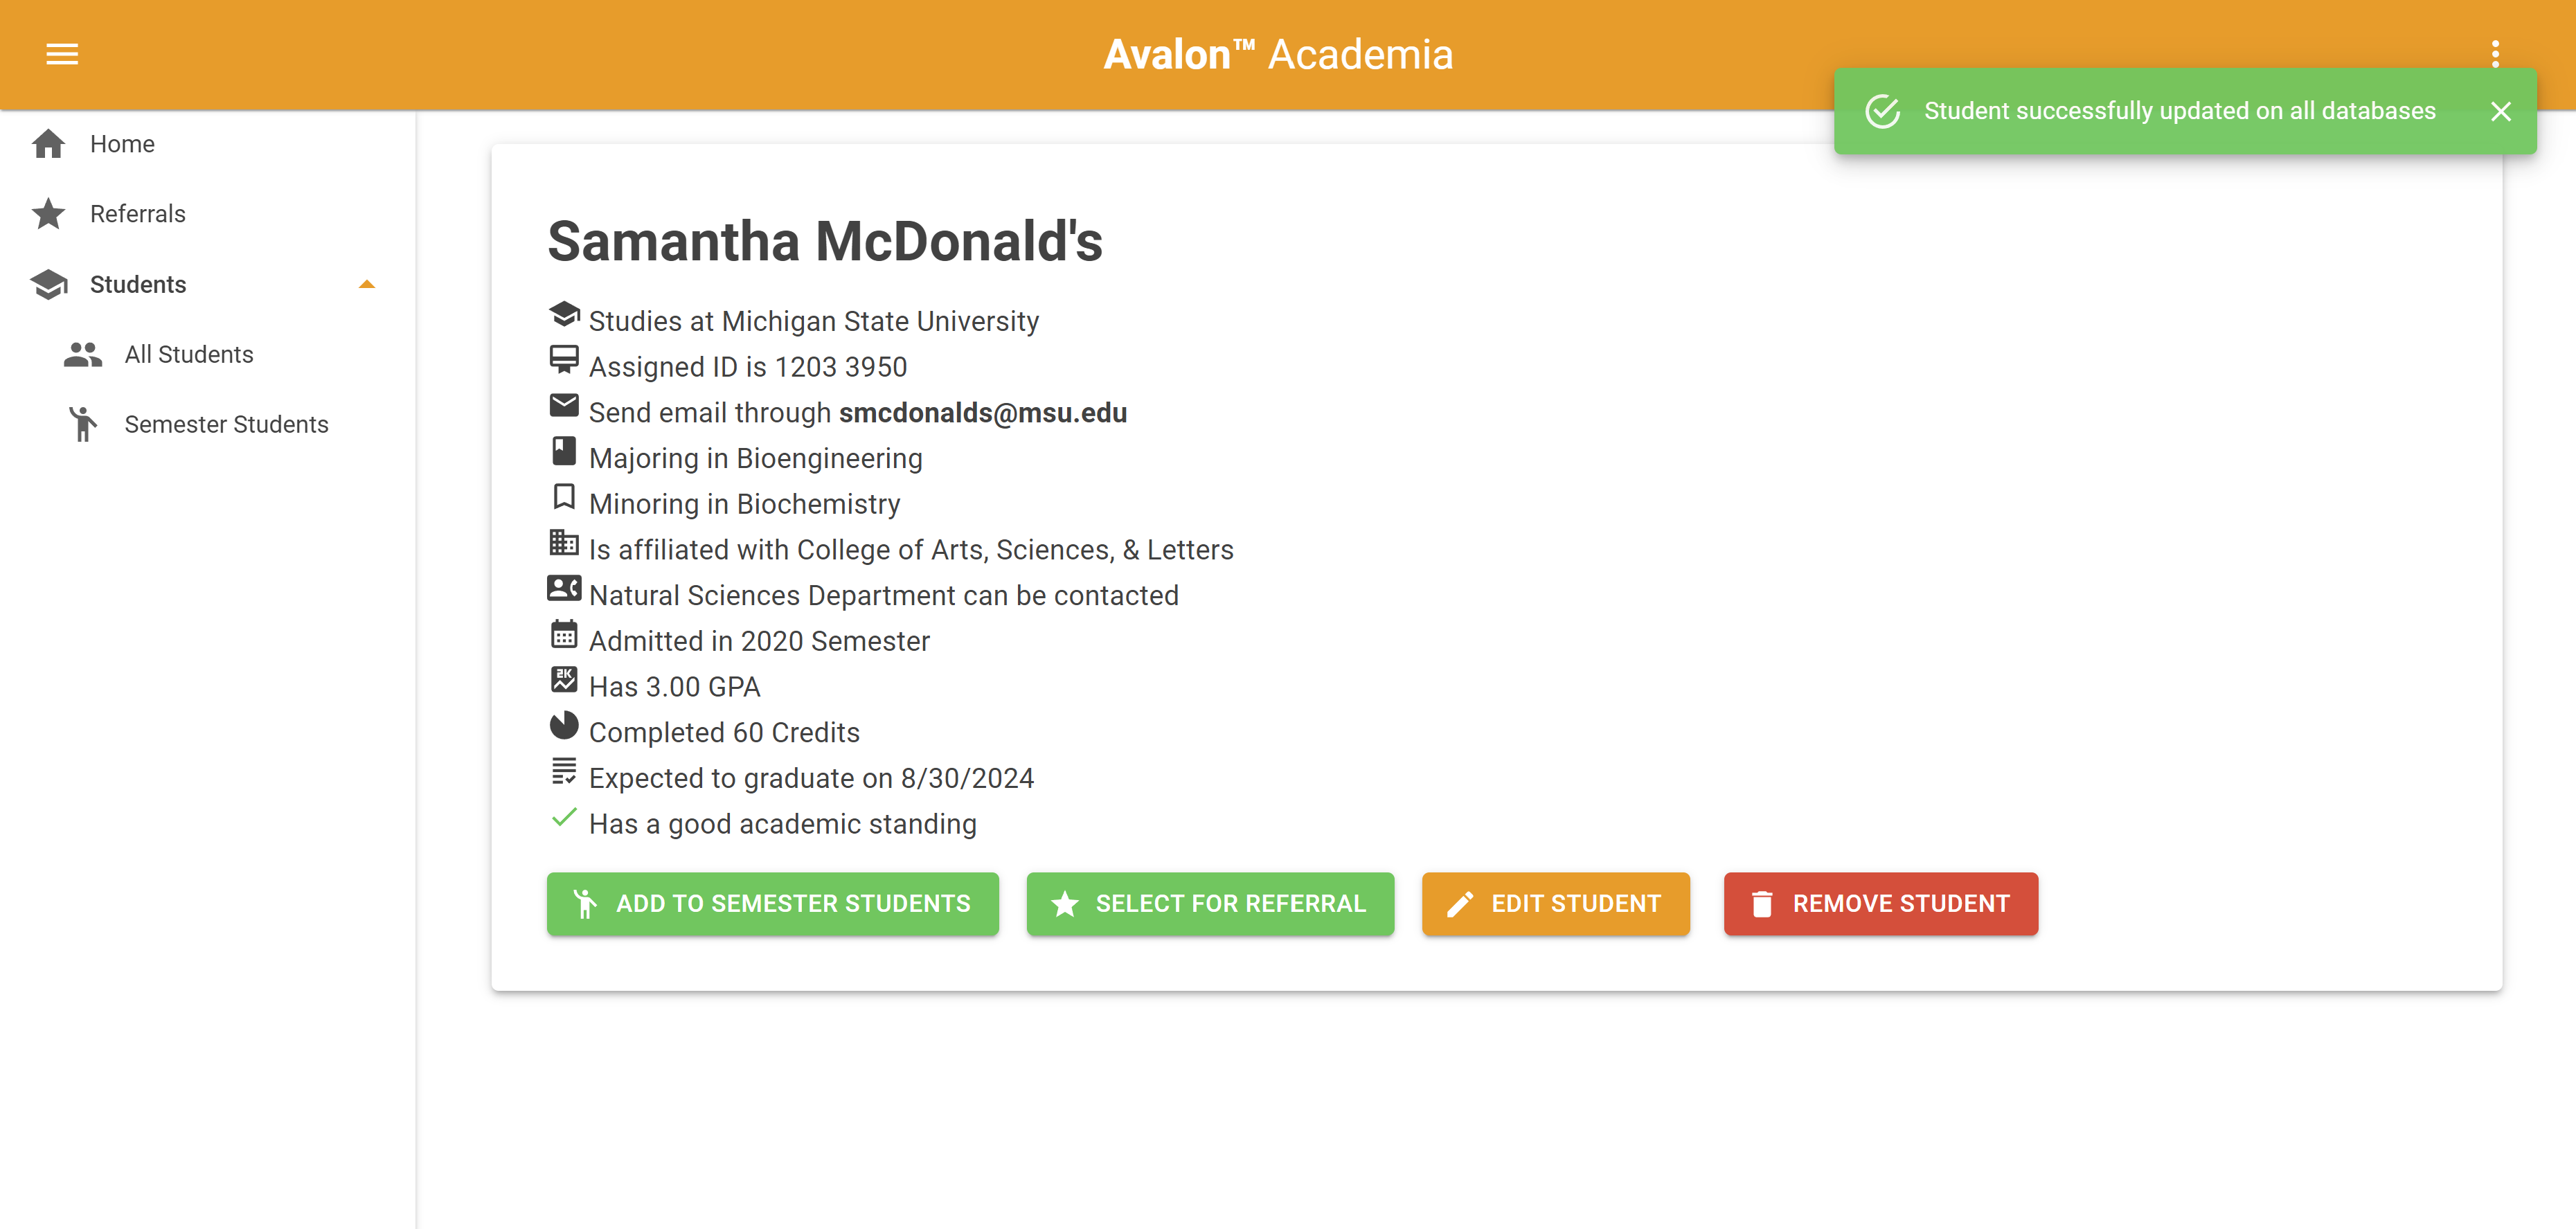 Avalon™ Academia
Student successfully updated on all databases
Home
Referrals
Students
All Students
Semester Students
Samantha McDonald's
Studies at Michigan State University
Assigned ID is 1203 3950
Send email through smcdonalds@msu.edu
Majoring in Bioengineering
Minoring in Biochemistry
Is affiliated with College of Arts, Sciences, & Letters
Natural Sciences Department can be contacted
Admitted in 2020 Semester
2K
Has 3.00 GPA
Completed 60 Credits
Expected to graduate on 8/30/2024
Has a good academic standing
ADD TO SEMESTER STUDENTS
SELECT FOR REFERRAL
EDIT STUDENT
REMOVE STUDENT